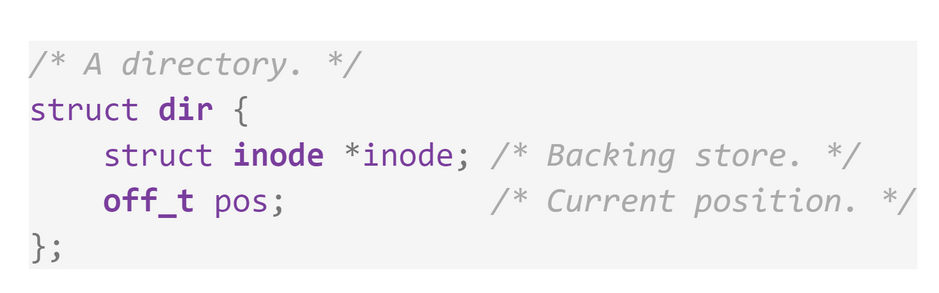 /* A directory. */
struct dir {
    struct inode *inode; /* Backing store. */
    off_t pos;           /* Current position. */
};